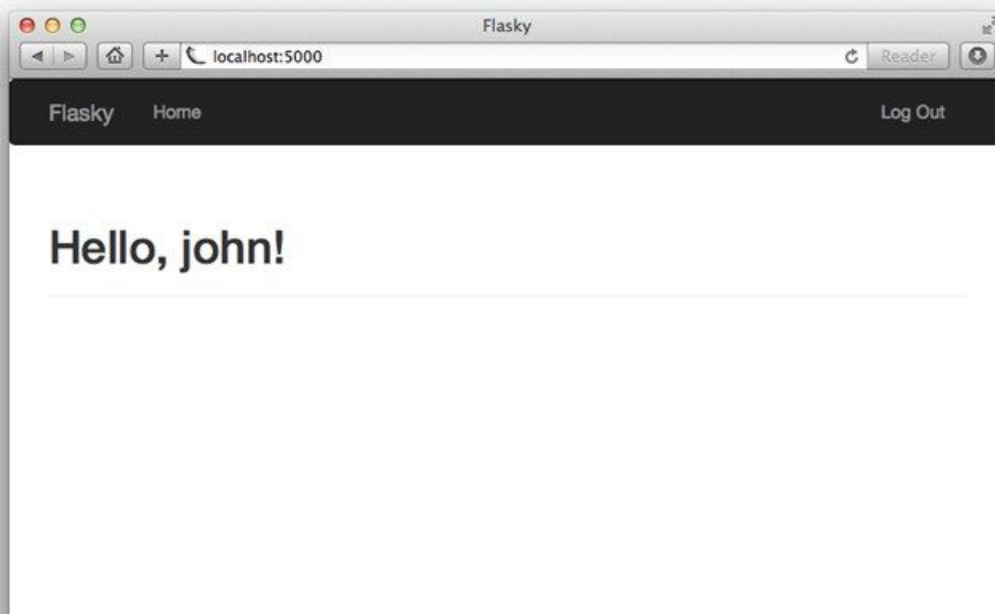 Flasky
localhost:5000
Reader
Flasky Home Log Out
Hello, john!